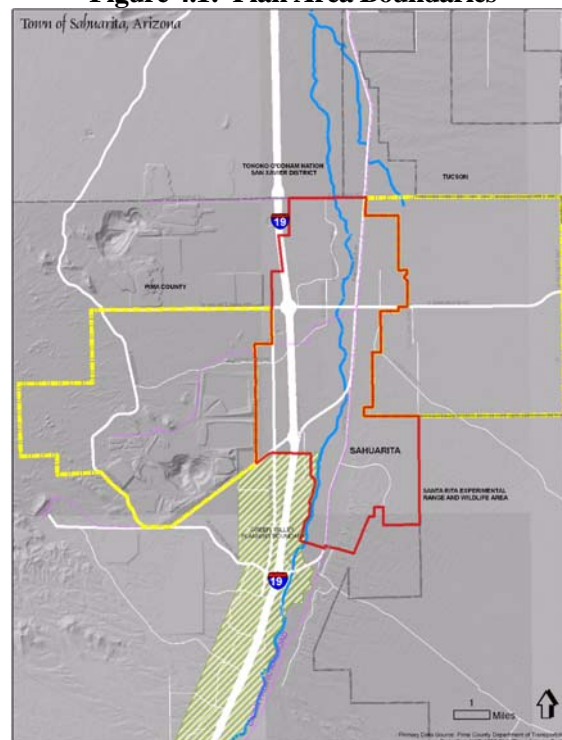 Figure 4.1: Plan Area Boundaries
Town of Sahuarita, Arizona
TOHONO O'ODHAM NATION
SAN XAVIER DISTRICT
TUCSON
19
PIMA COUNTY
SAHUARITA
SANTA RITA EXPERIMENTAL
RANGE AND WILDLIFE AREA
GREEN VALLEY
PLANNING BOUNDARY
19
1
Miles
Primary Data Source: Pima County Department of Transportation